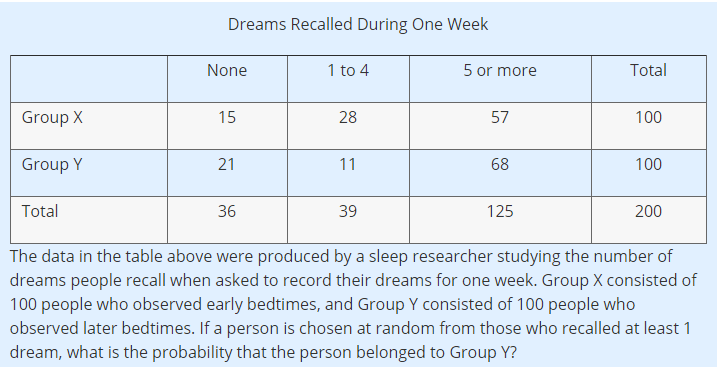 Dreams Recalled During One Week
None 1 to 4 5 or more Total
Group X 15 28 57 100
Group Y 21 11 68 100
Total 36 39 125 200
The data in the table above were produced by a sleep researcher studying the number of
dreams people recall when asked to record their dreams for one week. Group X consisted of
100 people who observed early bedtimes, and Group Y consisted of 100 people who
observed later bedtimes. If a person is chosen at random from those who recalled at least 1
dream, what is the probability that the person belonged to Group Y?